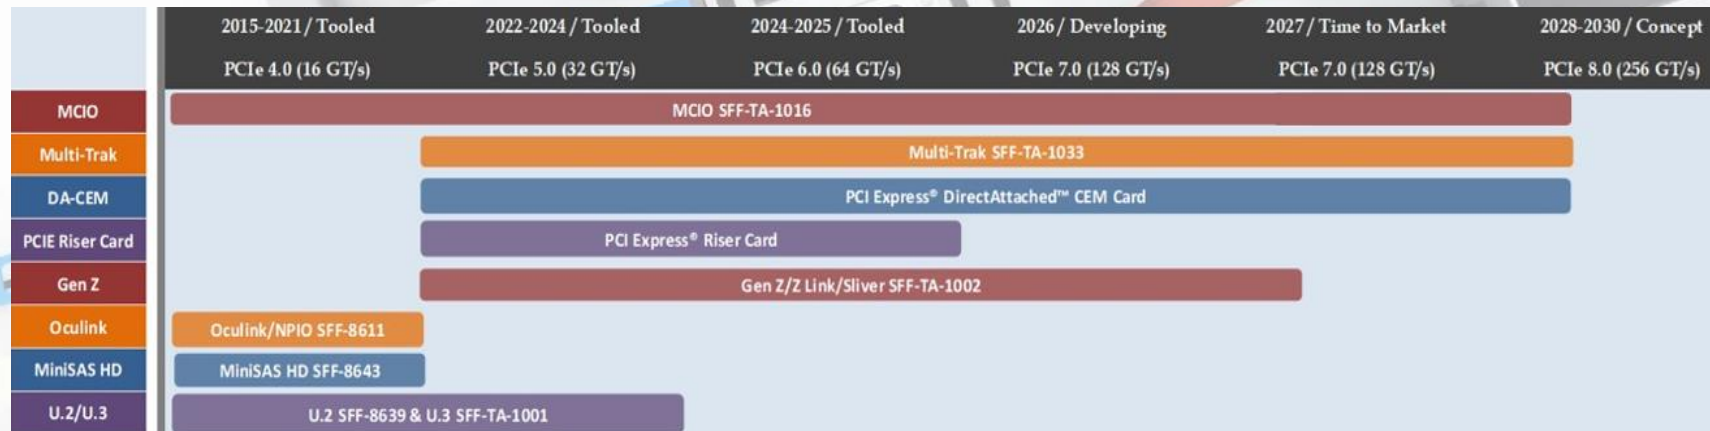 2015-2021 / Tooled
2022-2024 / Tooled
2024-2025 / Tooled
2026 / Developing
2027 / Time to Market
2028-2030 / Concept
PCIe 4.0 (16 GT/s)
PCIe 5.0 (32 GT/s)
PCIe 6.0 (64 GT/s)
PCIe 7.0 (128 GT/s)
PCIe 7.0 (128 GT/s)
PCIe 8.0 (256 GT/s)
MCIO
MCIO SFF-TA-1016
Multi-Trak
Multi-Trak SFF-TA-1033
DA-CEM
PCI Express® DirectAttached™ CEM Card
PCIE Riser Card
PCI Express® Riser Card
Gen Z
Gen Z/Z Link/Sliver SFF-TA-1002
Oculink
Oculink/NPIO SFF-8611
MiniSAS HD
MiniSAS HD SFF-8643
U.2/U.3
U.2 SFF-8639 & U.3 SFF-TA-1001